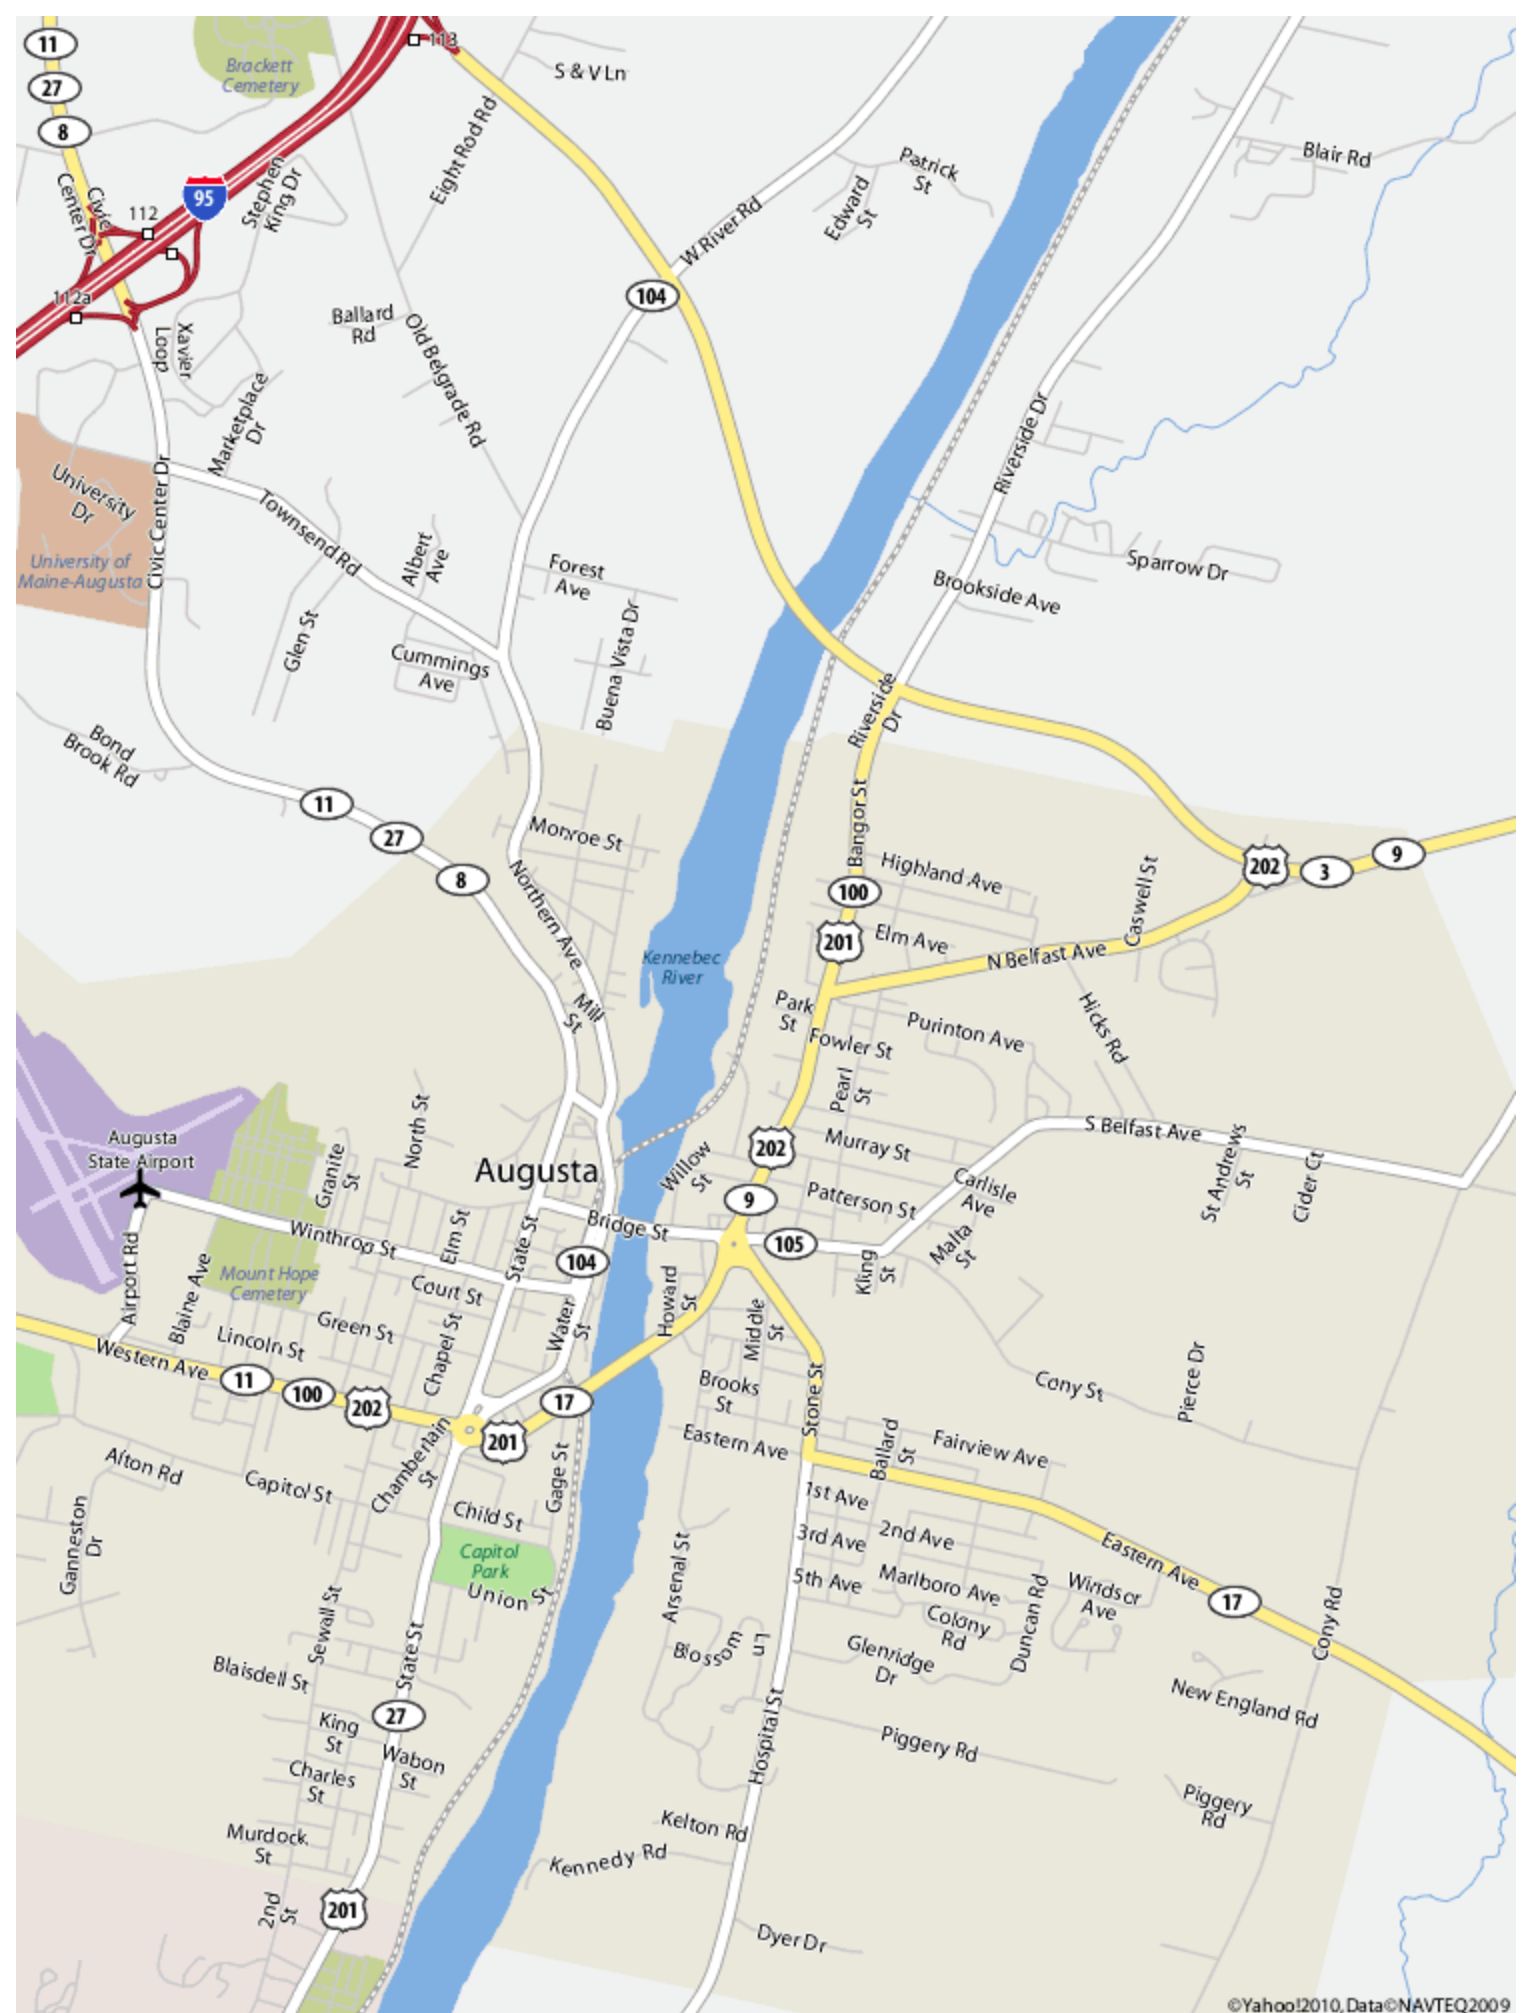 11
113
27
Brackett
Cemetery
S & V Ln
8
Eight Rod Rd
Blair Rd
Patrick
St
Edward
St
Civic
Center Dr
95
112
Stephen
King Dr
W River Rd
112a
104
Ballard
Rd
Xavier
Loop
Old Belgrade Rd
Marketplace
Dr
Riverside Dr
University
Dr
Civic Center Dr
Townsend Rd
Albert
Ave
Forest
Ave
Sparrow Dr
University of
Maine-Augusta
Brookside Ave
Glen St
Cummings
Ave
Buena Vista Dr
Riverside
Dr
Bond
Brook Rd
11
27
8
Monroe St
Bangor St
Highland Ave
202
3
9
100
Caswell St
Northern Ave
201
Elm Ave
N Belfast Ave
Kennebec
River
Mill
St
Park
St
Fowler St
Purinton Ave
Hicks Rd
Pearl
St
Augusta
State Airport
North St
Granite
St
Augusta
Willow
St
202
Murray St
S Belfast Ave
Carlisle
Ave
St Andrews
St
Cider Ct
9
Patterson St
Winthrop St
Elm St
State St
Bridge St
105
Malta
St
Kling
St
Airport Rd
Blaine Ave
Mount Hope
Cemetery
Court St
104
Howard
St
Water
St
Middle
St
Green St
Lincoln St
Chapel St
Western Ave
11
100
202
17
Brooks
St
Stone St
Cony St
Pierce Dr
201
Chamberlain
St
Eastern Ave
Ballard
St
Fairview Ave
Afton Rd
Capitol St
Gage St
Child St
1st Ave
2nd Ave
3rd Ave
Ganneston
Dr
Capitol
Park
Union St
Arsenal St
5th Ave
Marlboro Ave
Colony
Rd
Duncan Rd
Windsor
Ave
Eastern Ave
17
Cony Rd
Sewall St
State St
Blossom Ln
Glenridge
Dr
Blaisdell St
27
King
St
Wabon
St
Hospital St
New England Rd
Piggery Rd
Charles
St
Piggery
Rd
Kelton Rd
Murdock
St
Kennedy Rd
2nd
St
201
Dyer Dr
©Yahoo!2010,Data©NAVTEQ2009